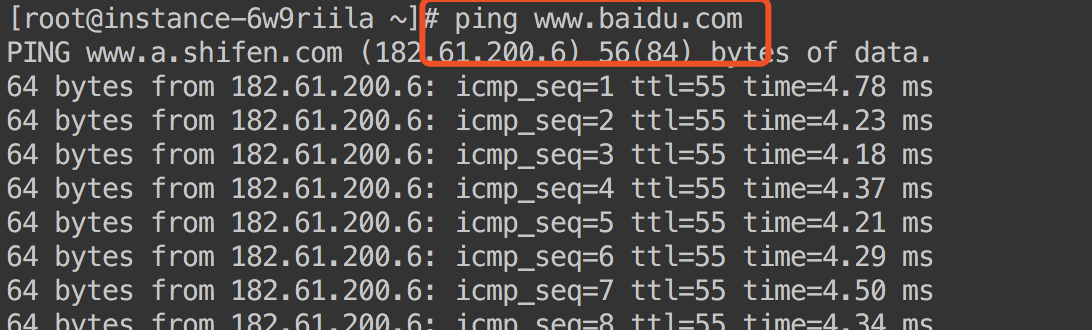 [root@instance-6w9riila ~]# ping www.baidu.com
PING www.a.shifen.com (182.61.200.6) 56(84) bytes of data.
64 bytes from 182.61.200.6: icmp_seq=1 ttl=55 time=4.78 ms
64 bytes from 182.61.200.6: icmp_seq=2 ttl=55 time=4.23 ms
64 bytes from 182.61.200.6: icmp_seq=3 ttl=55 time=4.18 ms
64 bytes from 182.61.200.6: icmp_seq=4 ttl=55 time=4.37 ms
64 bytes from 182.61.200.6: icmp_seq=5 ttl=55 time=4.21 ms
64 bytes from 182.61.200.6: icmp_seq=6 ttl=55 time=4.29 ms
64 bytes from 182.61.200.6: icmp_seq=7 ttl=55 time=4.50 ms
64 bytes from 182.61.200.6: icmp_seq=8 ttl=55 time=4.34 ms